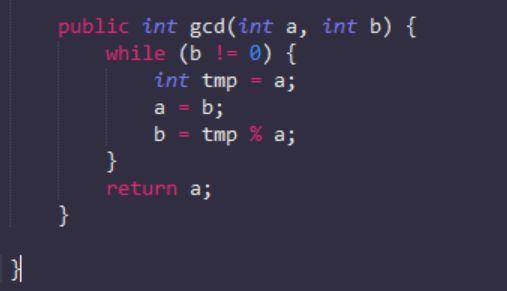 public int gcd(int a, int b) {
while (b != 0) {
int tmp = a;
a = b;
b = tmp % a;
}
return a;
}
}